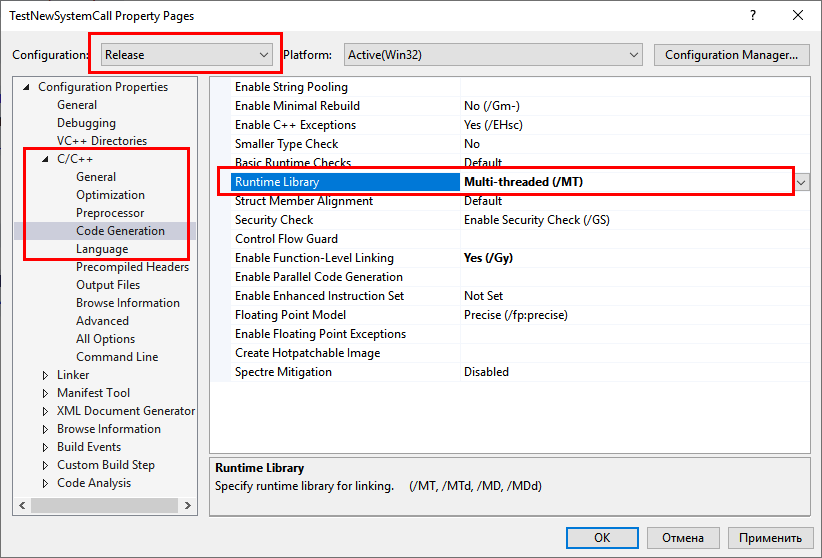 TestNewSystemCall Property Pages
Configuration: Release Platform: Active(Win32) Configuration Manager...
Configuration Properties
General
Debugging
VC++ Directories
C/C++
General
Optimization
Preprocessor
Code Generation
Language
Precompiled Headers
Output Files
Browse Information
Advanced
All Options
Command Line
Linker
Manifest Tool
XML Document Generator
Browse Information
Build Events
Custom Build Step
Code Analysis
Enable String Pooling
Enable Minimal Rebuild No (/Gm-)
Enable C++ Exceptions Yes (/EHsc)
Smaller Type Check No
Basic Runtime Checks Default
Runtime Library Multi-threaded (/MT)
Struct Member Alignment Default
Security Check Enable Security Check (/GS)
Control Flow Guard
Enable Function-Level Linking Yes (/Gy)
Enable Parallel Code Generation
Enable Enhanced Instruction Set Not Set
Floating Point Model Precise (/fp:precise)
Enable Floating Point Exceptions
Create Hotpatchable Image
Spectre Mitigation Disabled
Runtime Library
Specify runtime library for linking. (/MT, /MTd, /MD, /MDd)
OK Отмена Применить